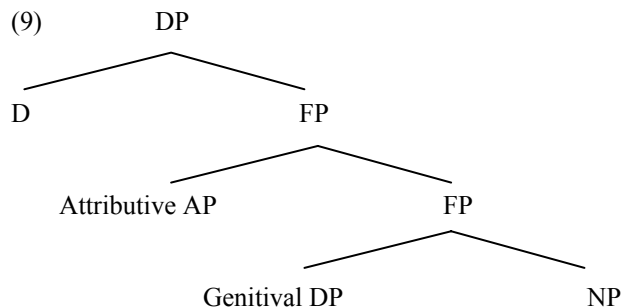 (9) DP
D FP
Attributive AP FP
Genitival DP NP